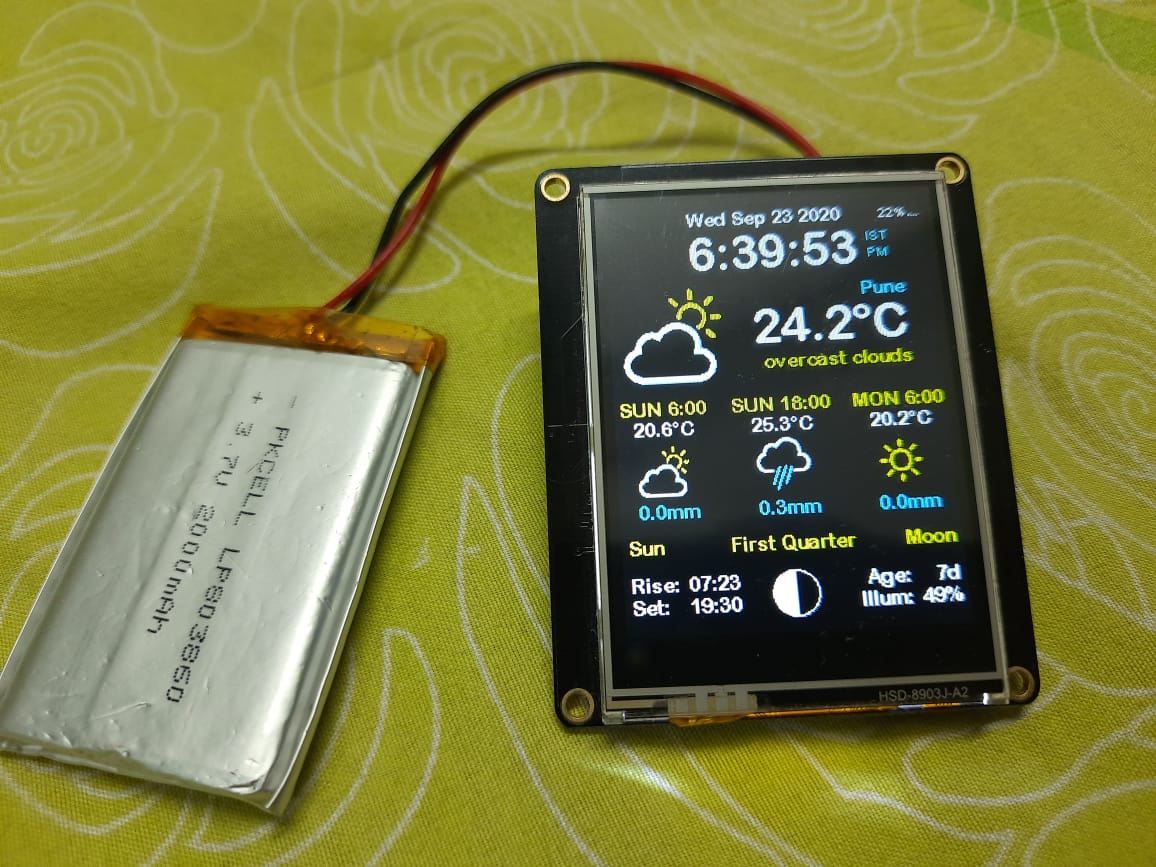 Wed Sep 23 2020 22%
6:39:53 IST PM
Pune
24.2°C
overcast clouds
SUN 6:00 SUN 18:00 MON 6:00
20.6°C 25.3°C 20.2°C
0.0mm 0.3mm 0.0mm
Sun First Quarter Moon
Rise: 07:23 Age: 7d
Set: 19:30 Illum: 49%
HSD-8903J-A2
- PKCELL LP803860
+ 3.7V 2000mAh